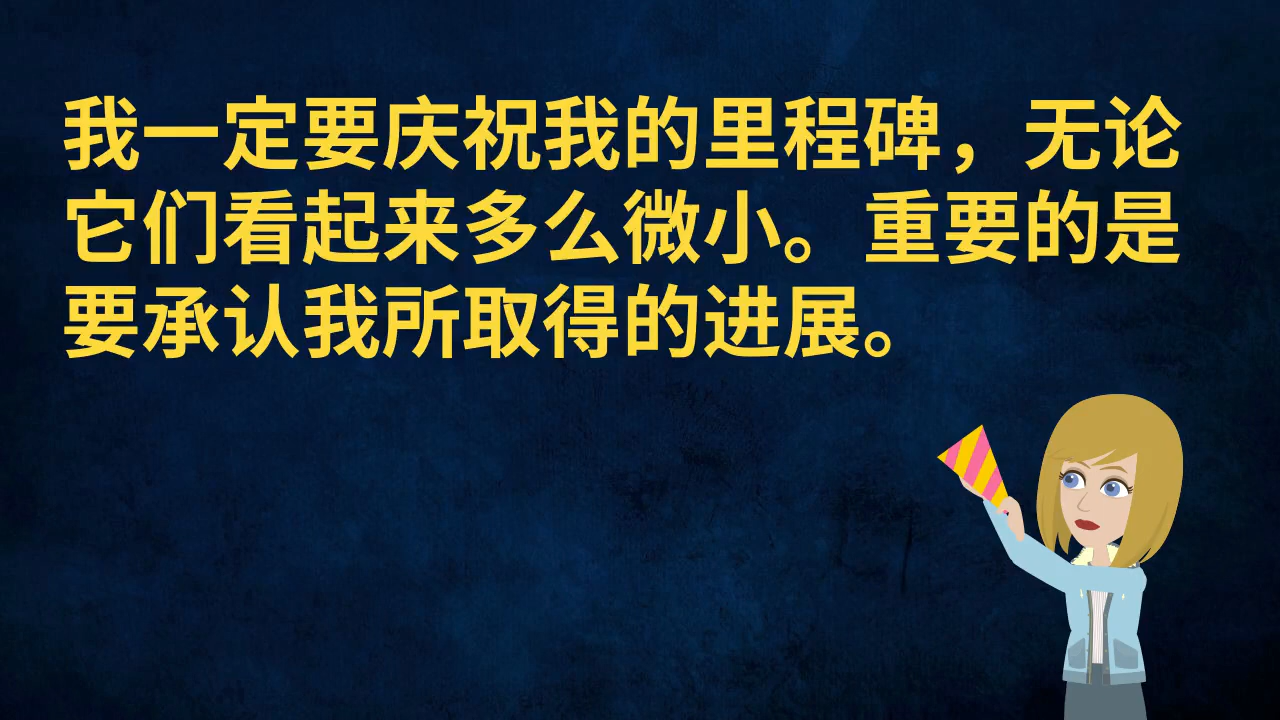 我一定要庆祝我的里程碑，无论
它们看起来多么微小。重要的是
要承认我所取得的进展。